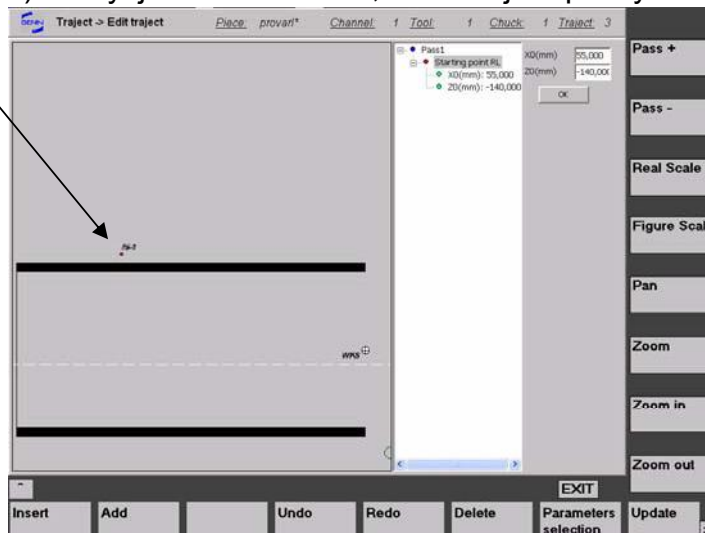 Traject -> Edit traject Piece: provari* Channel: 1 Tool: 1 Chuck: 1 Traject: 3
Pass1
Starting point RL
X0(mm): 55,000
Z0(mm): -140,000
X0(mm) 55,000
Z0(mm) -140,00(
OK
WKS
Pass +
Pass -
Real Scale
Figure Scal
Pan
Zoom
Zoom in
Zoom out
EXIT
Insert Add Undo Redo Delete Parameters selection Update